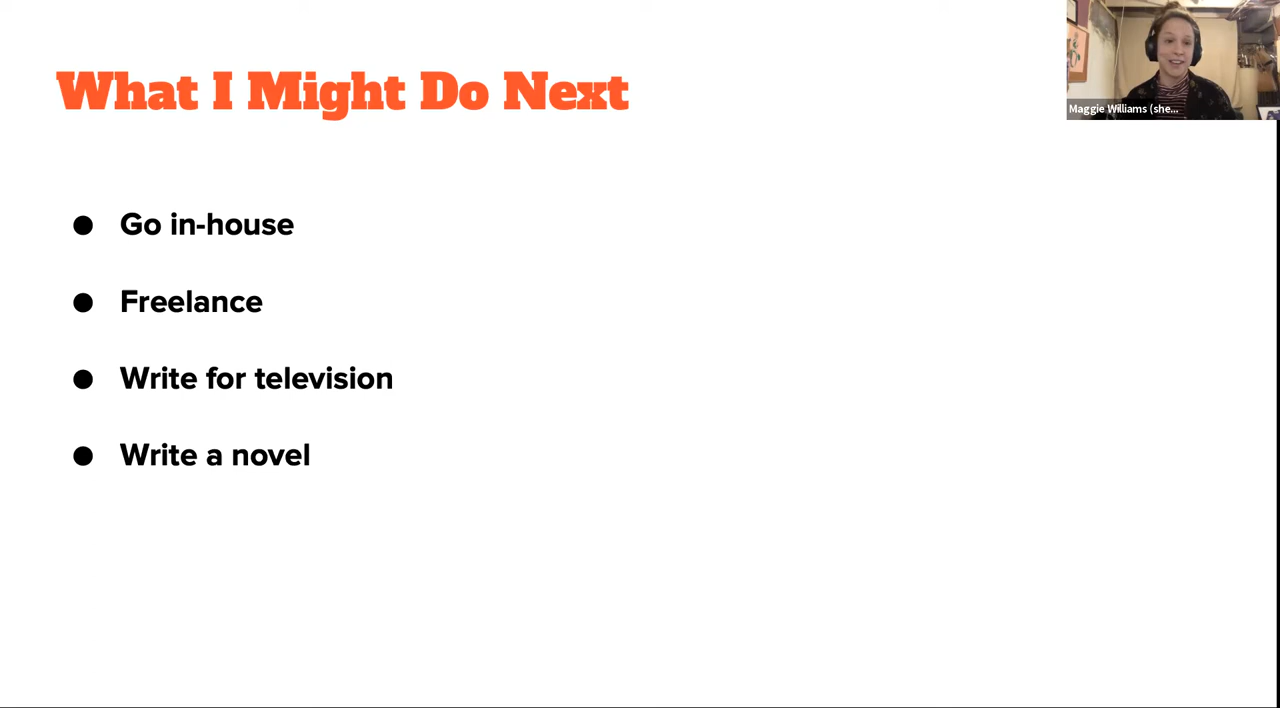 What I Might Do Next
Maggie Williams (she...
● Go in-house
● Freelance
● Write for television
● Write a novel